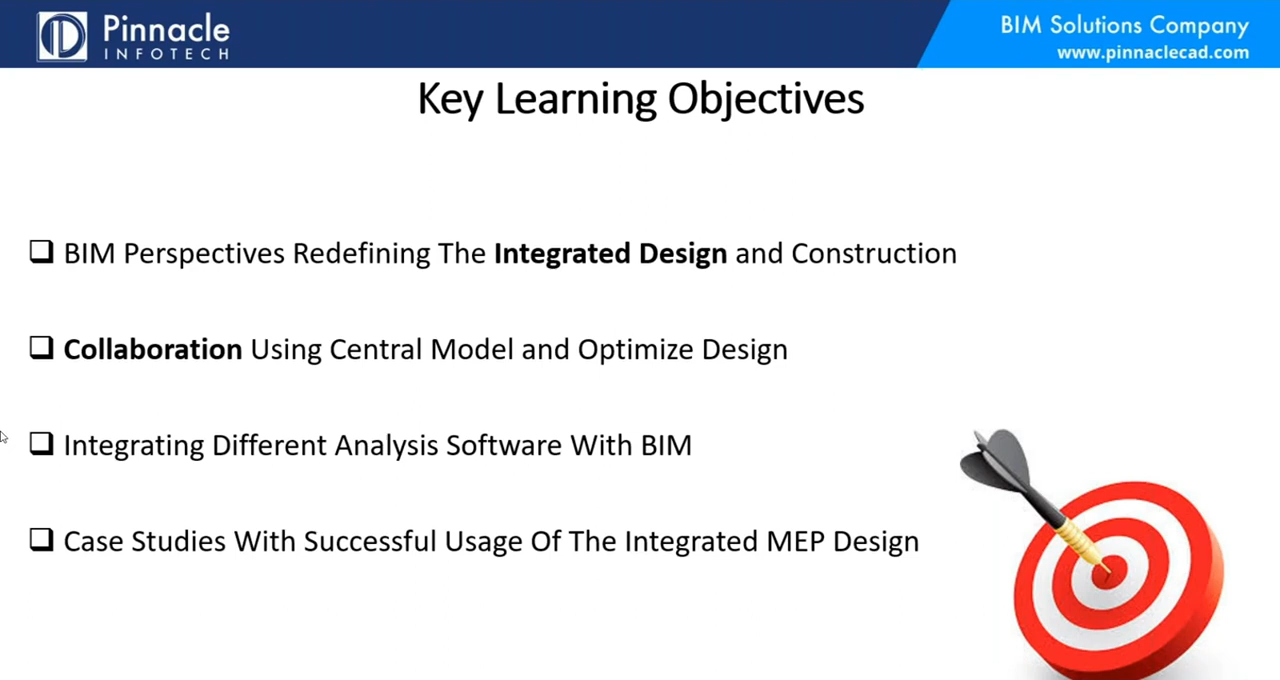 Pinnacle
INFOTECH
BIM Solutions Company
www.pinnaclecad.com
Key Learning Objectives
BIM Perspectives Redefining The Integrated Design and Construction
Collaboration Using Central Model and Optimize Design
Integrating Different Analysis Software With BIM
Case Studies With Successful Usage Of The Integrated MEP Design